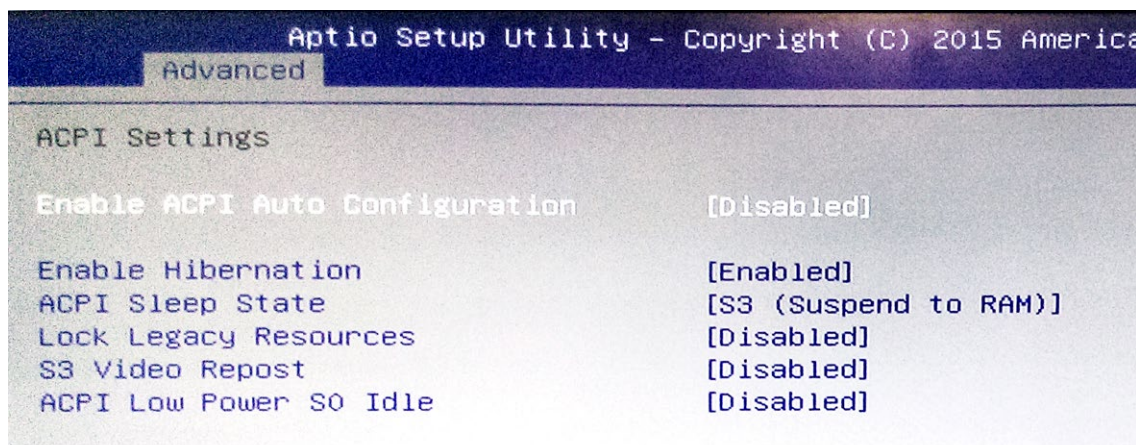 Aptio Setup Utility – Copyright (C) 2015 America
Advanced
ACPI Settings
Enable ACPI Auto Configuration [Disabled]
Enable Hibernation [Enabled]
ACPI Sleep State [S3 (Suspend to RAM)]
Lock Legacy Resources [Disabled]
S3 Video Repost [Disabled]
ACPI Low Power S0 Idle [Disabled]